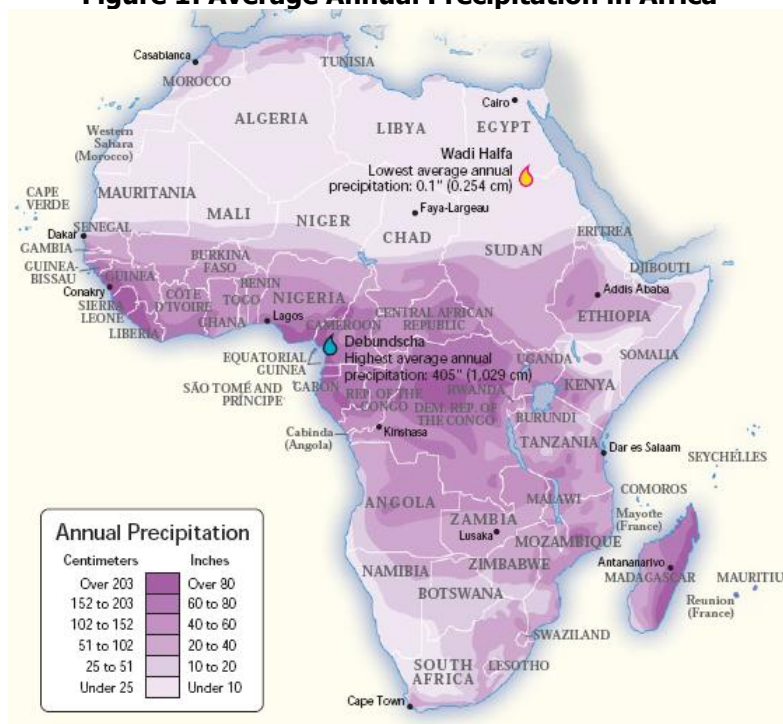 Figure 1: Average Annual Precipitation in Africa
Casablanca
TUNISIA
MOROCCO
Cairo
ALGERIA
LIBYA
EGYPT
Western
Sahara
(Morocco)
Wadi Halfa
Lowest average annual
precipitation: 0.1" (0.254 cm)
MAURITANIA
CAPE
VERDE
MALI
NIGER
Faya-Largeau
CHAD
SUDAN
ERITREA
Dakar
SENEGAL
GAMBIA
GUINEA-
BISSAU
GUINEA
BURKINA
FASO
BENIN
NIGERIA
DJIBOUTI
Conakry
SIERRA
LEONE
CÔTE
D'IVOIRE
TOGO
GHANA
LIBERIA
Lagos
CAMEROON
CENTRAL AFRICAN
REPUBLIC
Addis Ababa
ETHIOPIA
SOMALIA
Debundscha
Highest average annual
precipitation: 405" (1,029 cm)
EQUATORIAL
GUINEA
SÃO TOMÉ AND
PRÍNCIPE
GABON
REP. OF THE
CONGO
DEM. REP. OF
THE CONGO
UGANDA
KENYA
RWANDA
BURUNDI
Cabinda
(Angola)
Kinshasa
TANZANIA
Dar es Salaam
SEYCHELLES
ANGOLA
MALAWI
COMOROS
Mayotte
(France)
ZAMBIA
Lusaka
MOZAMBIQUE
ZIMBABWE
Antananarivo
MADAGASCAR
MAURITIU
Reunion
(France)
NAMIBIA
BOTSWANA
SWAZILAND
SOUTH
AFRICA
LESOTHO
Cape Town
Annual Precipitation
Centimeters Inches
Over 203 Over 80
152 to 203 60 to 80
102 to 152 40 to 60
51 to 102 20 to 40
25 to 51 10 to 20
Under 25 Under 10